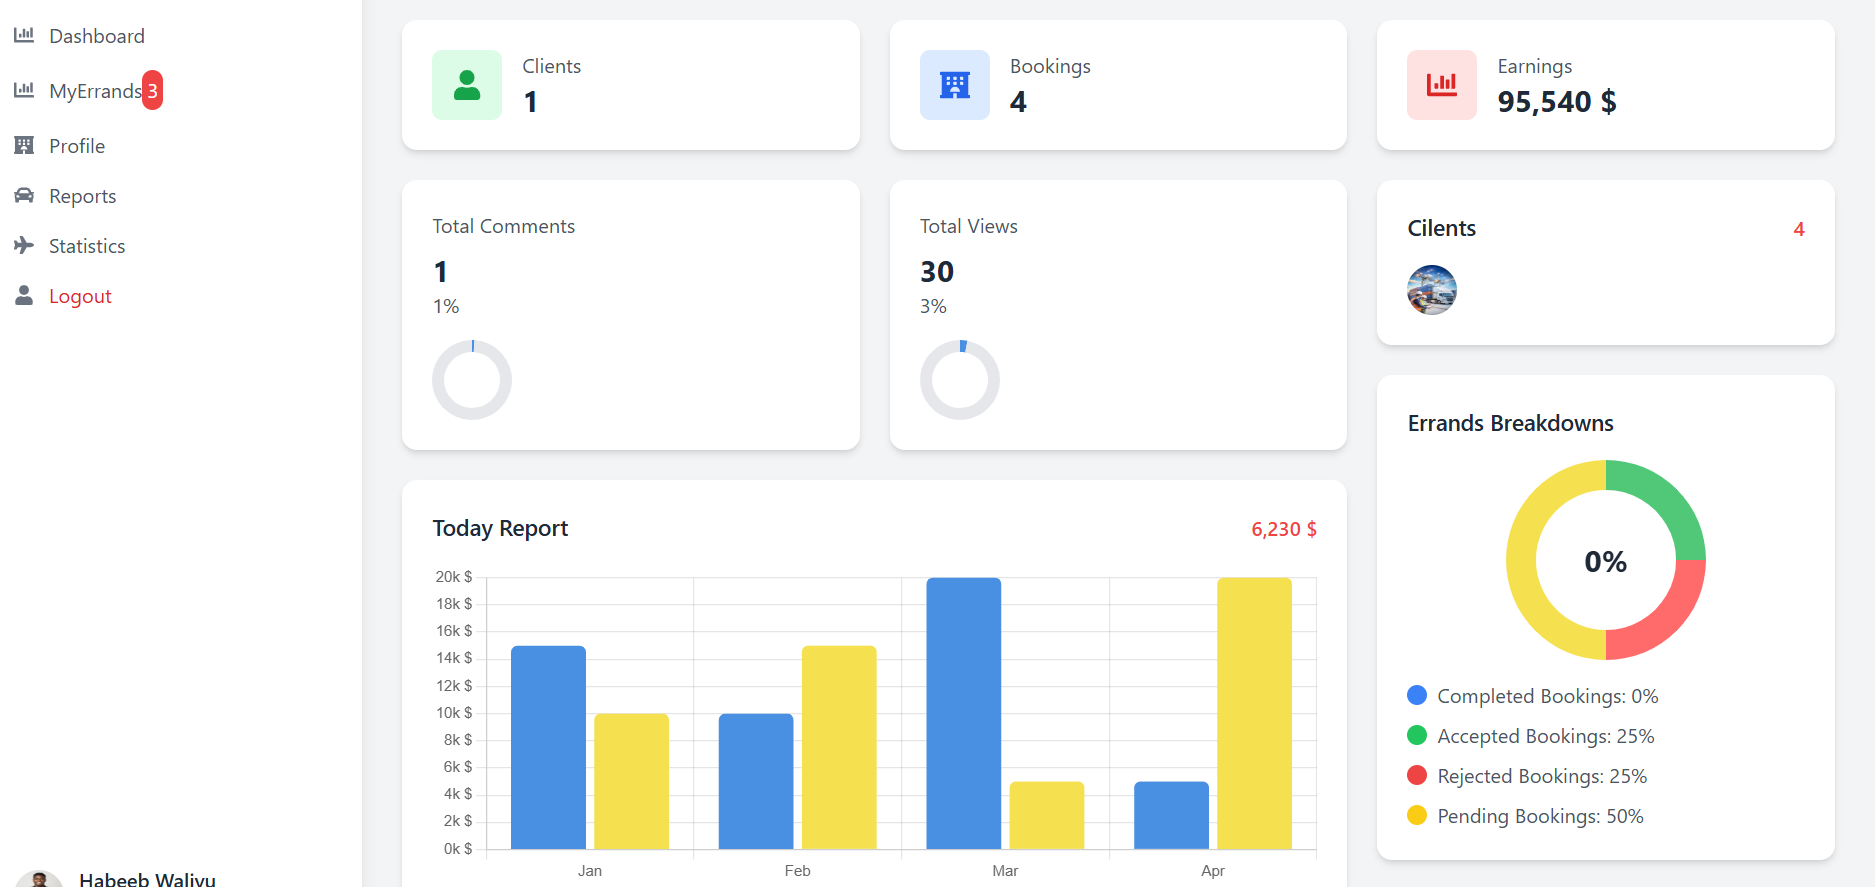 Dashboard
MyErrands 3
Profile
Reports
Statistics
Logout
Habeeb Waliyu
Clients
1
Bookings
4
Earnings
95,540 $
Total Comments
1
1%
Total Views
30
3%
Cilents 4
Today Report 6,230 $
20k $
18k $
16k $
14k $
12k $
10k $
8k $
6k $
4k $
2k $
0k $
Jan Feb Mar Apr
Errands Breakdowns
0%
Completed Bookings: 0%
Accepted Bookings: 25%
Rejected Bookings: 25%
Pending Bookings: 50%